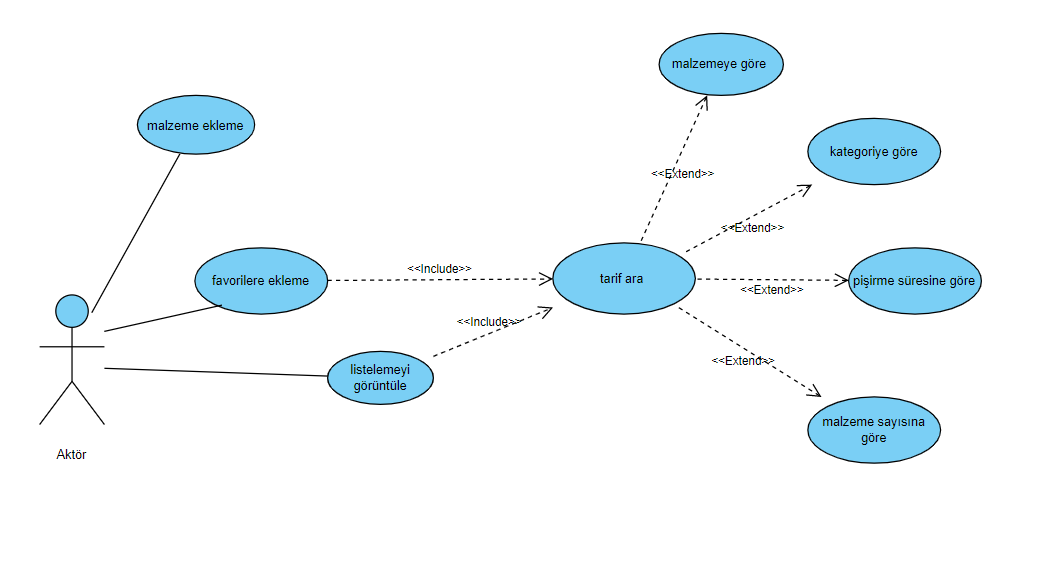 malzemeye göre
malzeme ekleme
kategoriye göre
<<Extend>>
<<Extend>>
favorilere ekleme
<<Include>>
tarif ara
pişirme süresine göre
<<Extend>>
<<Include>>
listelemeyi
görüntüle
<<Extend>>
malzeme sayısına
göre
Aktör